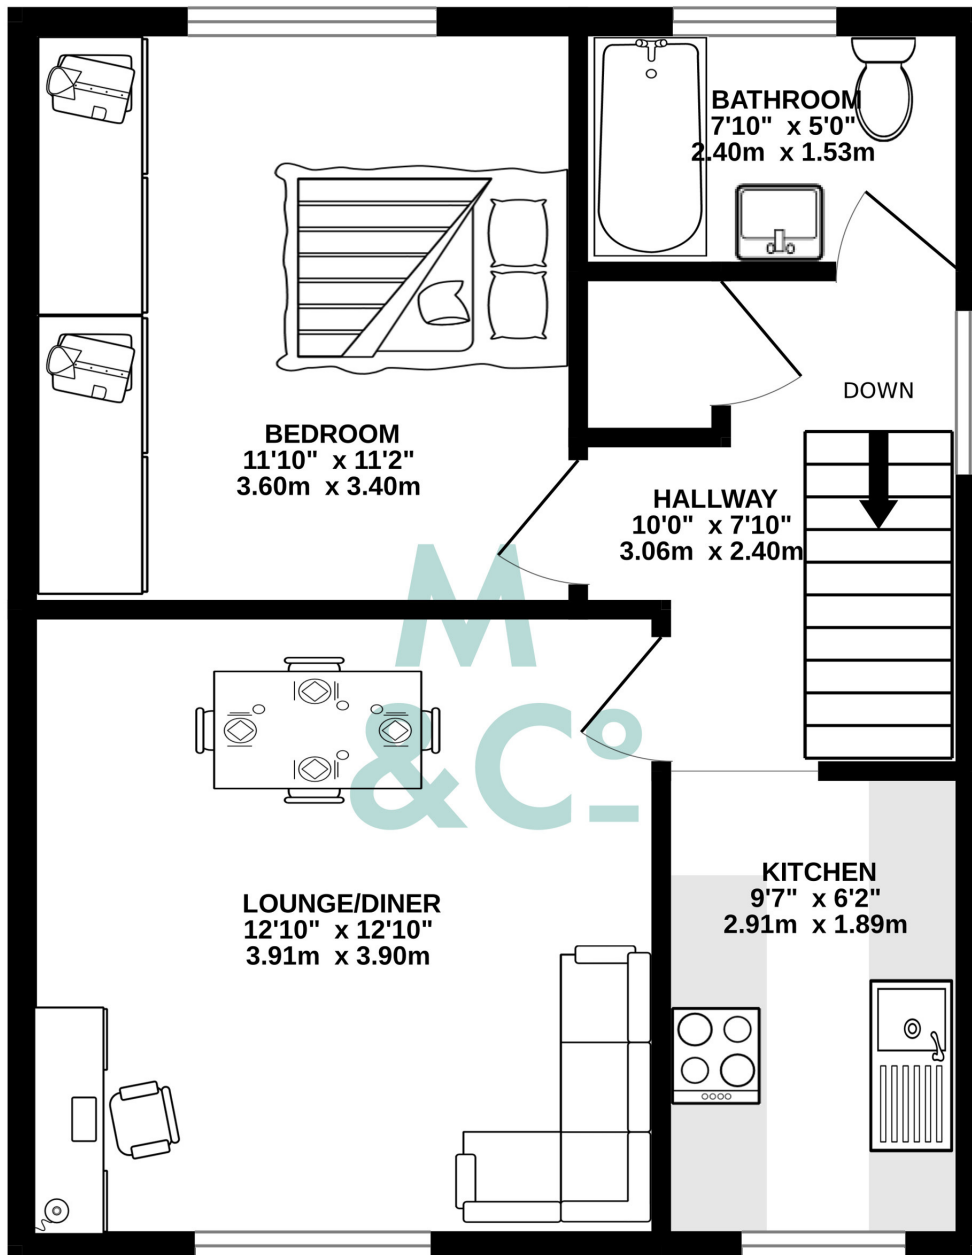 BATHROOM
7'10" x 5'0"
2.40m x 1.53m
DOWN
BEDROOM
11'10" x 11'2"
3.60m x 3.40m
HALLWAY
10'0" x 7'10"
3.06m x 2.40m
M
&Cº
KITCHEN
9'7" x 6'2"
2.91m x 1.89m
LOUNGE/DINER
12'10" x 12'10"
3.91m x 3.90m